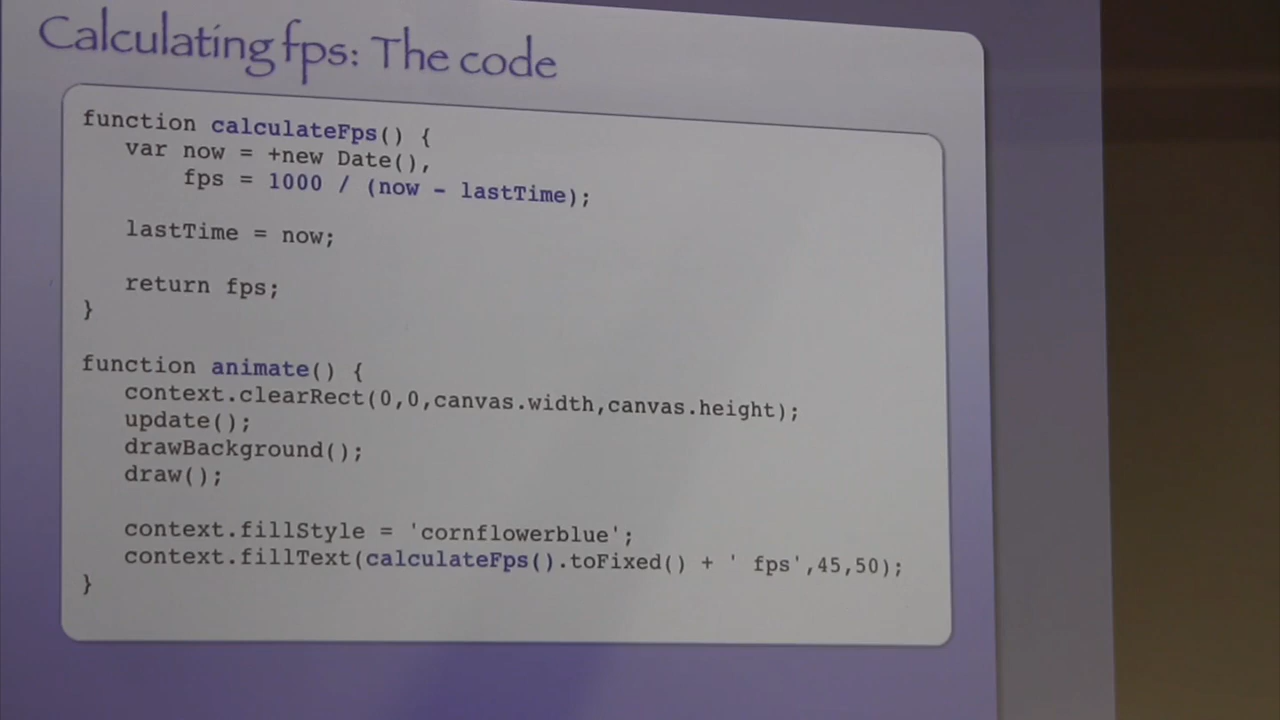 Calculating fps: The code
function calculateFps() {
var now = +new Date(),
fps = 1000 / (now - lastTime);
lastTime = now;
return fps;
}
function animate() {
context.clearRect(0,0,canvas.width,canvas.height);
update();
drawBackground();
draw();
context.fillStyle = 'cornflowerblue';
context.fillText(calculateFps().toFixed() + ' fps',45,50);
}